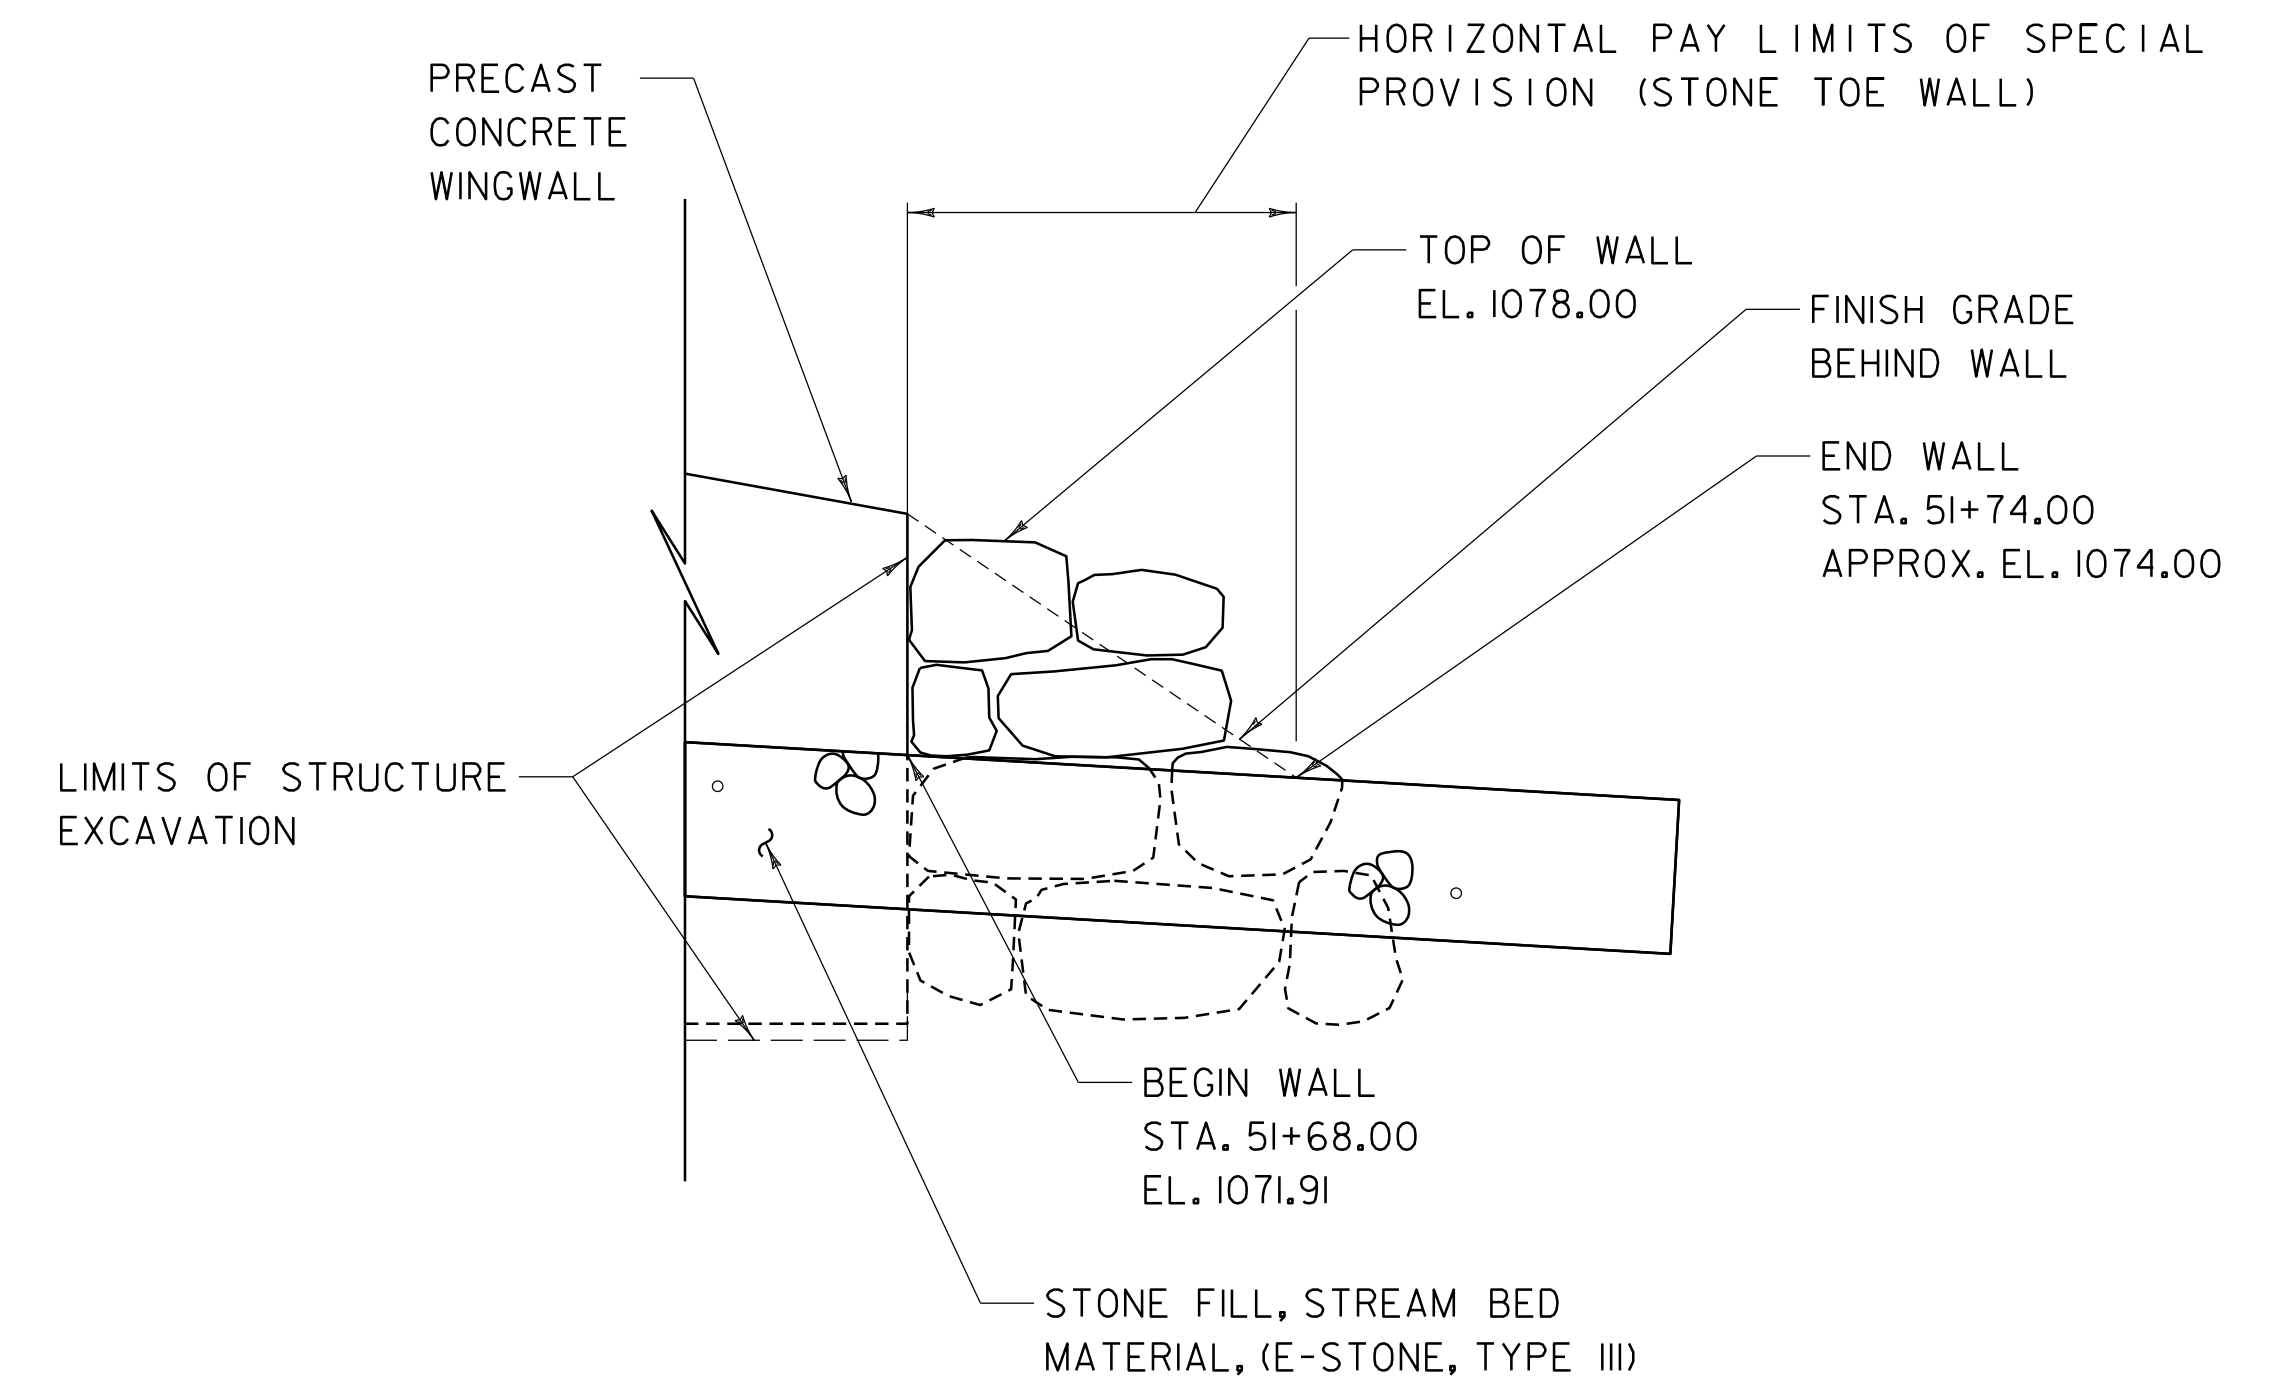 HORIZONTAL PAY LIMITS OF SPECIAL
PROVISION (STONE TOE WALL)
PRECAST
CONCRETE
WINGWALL
TOP OF WALL
EL. 1078.00
FINISH GRADE
BEHIND WALL
END WALL
STA. 51+74.00
APPROX. EL. 1074.00
LIMITS OF STRUCTURE
EXCAVATION
BEGIN WALL
STA. 51+68.00
EL. 1071.91
STONE FILL, STREAM BED
MATERIAL, (E-STONE, TYPE III)